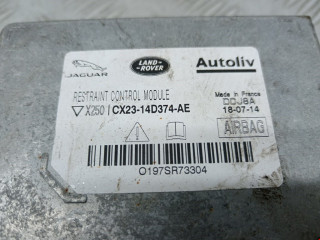 JAGUAR
LAND-
ROVER
Autoliv
RESTRAINT CONTROL MODULE
Made in France
DCJ8A
X250 | CX23-14D374-AE
18-07-14
AIRBAG
O197SR73304